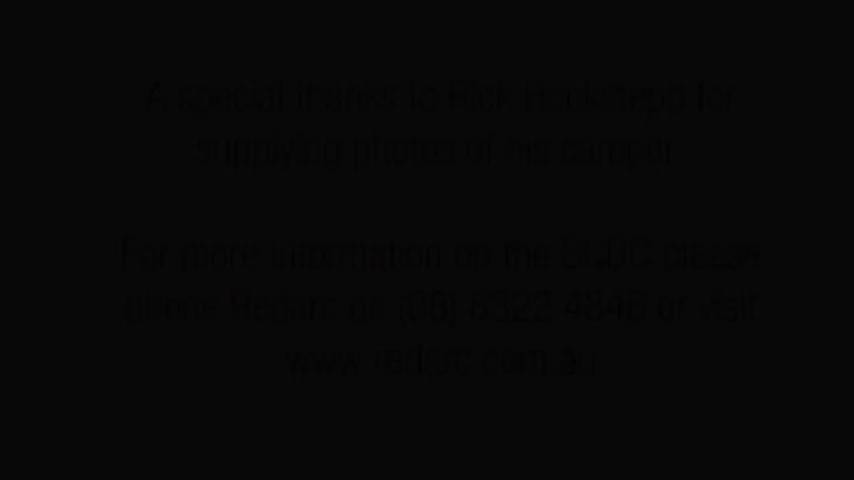 A special thanks to Rick for
supplying photos of his camper
For more information on the BCDC please
phone Redarc on (08) 8322 4848 or visit
www.redarc.com.au